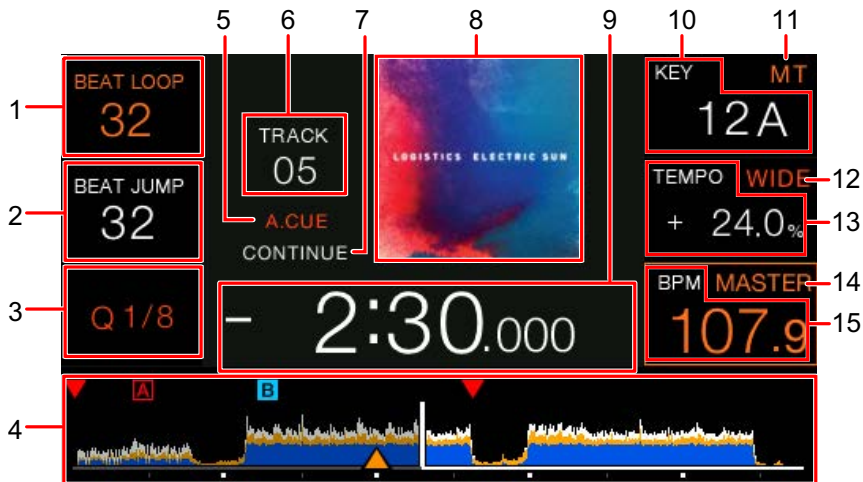 5 6 7 8 9 10 11
1
BEAT LOOP
32
TRACK
05
LOGISTICS ELECTRIC SUN
KEY MT
12A
2
BEAT JUMP
32
A.CUE
CONTINUE
TEMPO WIDE
+ 24.0%
12
13
3
Q 1/8
- 2:30.000
BPM MASTER
107.9
14
15
4
A B